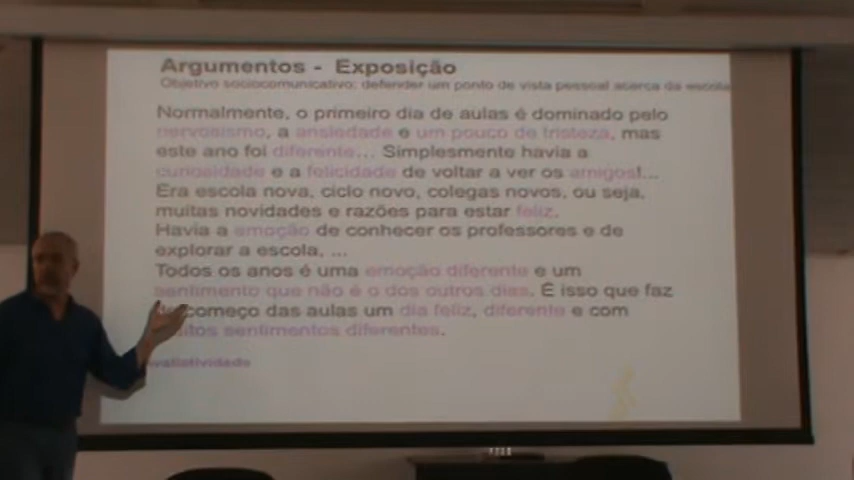 Argumentos - Exposição
Objetivo sociocomunicativo: defender um ponto de vista pessoal acerca da escola
Normalmente, o primeiro dia de aulas é dominado pelo
nervosismo, a ansiedade e um pouco de tristeza, mas
este ano foi diferente... Simplesmente havia a
curiosidade e a felicidade de voltar a ver os amigos!...
Era escola nova, ciclo novo, colegas novos, ou seja,
muitas novidades e razões para estar feliz.
Havia a emoção de conhecer os professores e de
explorar a escola, ...
Todos os anos é uma emoção diferente e um
sentimento que não é o dos outros dias. É isso que faz
começo das aulas um dia feliz, diferente e com
sentimentos diferentes.